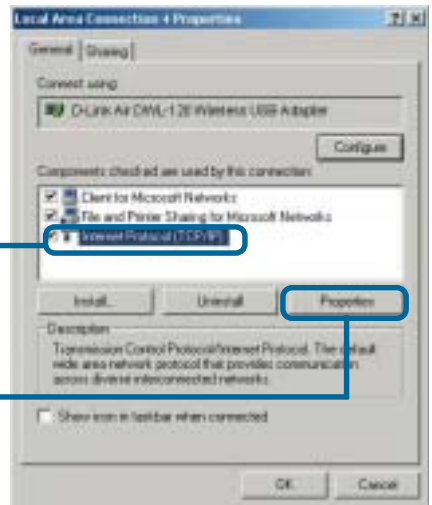 Local Area Connection 4 Properties
General Sharing
Connect using:
D-Link Air DWL-120 Wireless USB Adapter
Configure
Components checked are used by this connection:
Client for Microsoft Networks
File and Printer Sharing for Microsoft Networks
Internet Protocol (TCP/IP)
Install... Uninstall Properties
Description
Transmission Control Protocol/Internet Protocol. The default
wide area network protocol that provides communication
across diverse interconnected networks.
Show icon in taskbar when connected
OK Cancel